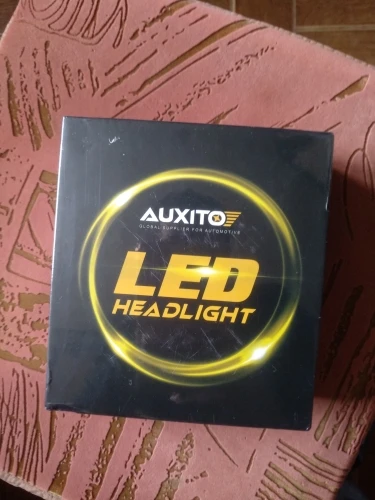 AUXITO
GLOBAL SUPPLIER FOR AUTOMOTIVE
LED
HEADLIGHT